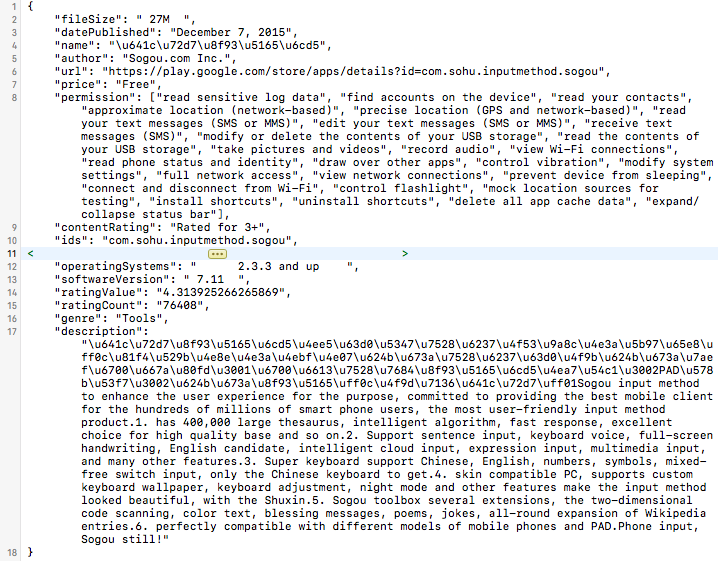 1 {
2 "fileSize": " 27M  ",
3 "datePublished": "December 7, 2015",
4 "name": "\u641c\u72d7\u8f93\u5165\u6cd5",
5 "author": "Sogou.com Inc.",
6 "url": "https://play.google.com/store/apps/details?id=com.sohu.inputmethod.sogou",
7 "price": "Free",
8 "permission": ["read sensitive log data", "find accounts on the device", "read your contacts",
"approximate location (network-based)", "precise location (GPS and network-based)", "read
your text messages (SMS or MMS)", "edit your text messages (SMS or MMS)", "receive text
messages (SMS)", "modify or delete the contents of your USB storage", "read the contents of
your USB storage", "take pictures and videos", "record audio", "view Wi-Fi connections",
"read phone status and identity", "draw over other apps", "control vibration", "modify system
settings", "full network access", "view network connections", "prevent device from sleeping",
"connect and disconnect from Wi-Fi", "control flashlight", "mock location sources for
testing", "install shortcuts", "uninstall shortcuts", "delete all app cache data", "expand/
collapse status bar"],
9 "contentRating": "Rated for 3+",
10 "ids": "com.sohu.inputmethod.sogou",
11 < ••• >
12 "operatingSystems": "      2.3.3 and up    ",
13 "softwareVersion": " 7.11  ",
14 "ratingValue": "4.313925266265869",
15 "ratingCount": "76408",
16 "genre": "Tools",
17 "description":
"\u641c\u72d7\u8f93\u5165\u6cd5\u4ee5\u63d0\u5347\u7528\u6237\u4f53\u9a8c\u4e3a\u5b97\u65e8\u
ff0c\u81f4\u529b\u4e8e\u4e3a\u4ebf\u4e07\u624b\u673a\u7528\u6237\u63d0\u4f9b\u624b\u673a\u7ae
f\u6700\u667a\u80fd\u3001\u6700\u6613\u7528\u7684\u8f93\u5165\u6cd5\u4ea7\u54c1\u3002PAD\u578
b\u53f7\u3002\u624b\u673a\u8f93\u5165\uff0c\u4f9d\u7136\u641c\u72d7\uff01Sogou input method
to enhance the user experience for the purpose, committed to providing the best mobile client
for the hundreds of millions of smart phone users, the most user-friendly input method
product.1. has 400,000 large thesaurus, intelligent algorithm, fast response, excellent
choice for high quality base and so on.2. Support sentence input, keyboard voice, full-screen
handwriting, English candidate, intelligent cloud input, expression input, multimedia input,
and many other features.3. Super keyboard support Chinese, English, numbers, symbols, mixed-
free switch input, only the Chinese keyboard to get.4. skin compatible PC, supports custom
keyboard wallpaper, keyboard adjustment, night mode and other features make the input method
looked beautiful, with the Shuxin.5. Sogou toolbox several extensions, the two-dimensional
code scanning, color text, blessing messages, poems, jokes, all-round expansion of Wikipedia
entries.6. perfectly compatible with different models of mobile phones and PAD.Phone input,
Sogou still!"
18 }